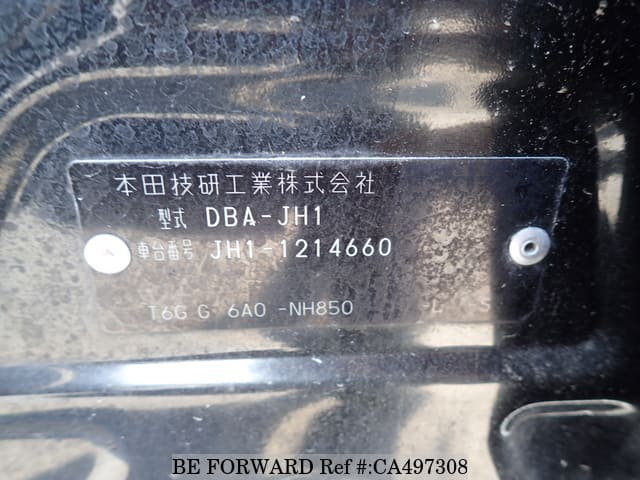 本田技研工業株式会社
型式 DBA-JH1
車台番号 JH1-1214660
T6G G 6A0 -NH850 -L S
BE FORWARD Ref #:CA497308